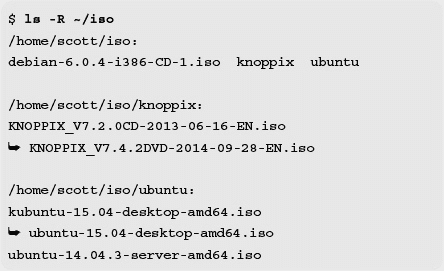 $ ls -R ~/iso
/home/scott/iso:
debian-6.0.4-i386-CD-1.iso  knoppix  ubuntu

/home/scott/iso/knoppix:
KNOPPIX_V7.2.0CD-2013-06-16-EN.iso
➥ KNOPPIX_V7.4.2DVD-2014-09-28-EN.iso

/home/scott/iso/ubuntu:
kubuntu-15.04-desktop-amd64.iso
➥ ubuntu-15.04-desktop-amd64.iso
ubuntu-14.04.3-server-amd64.iso